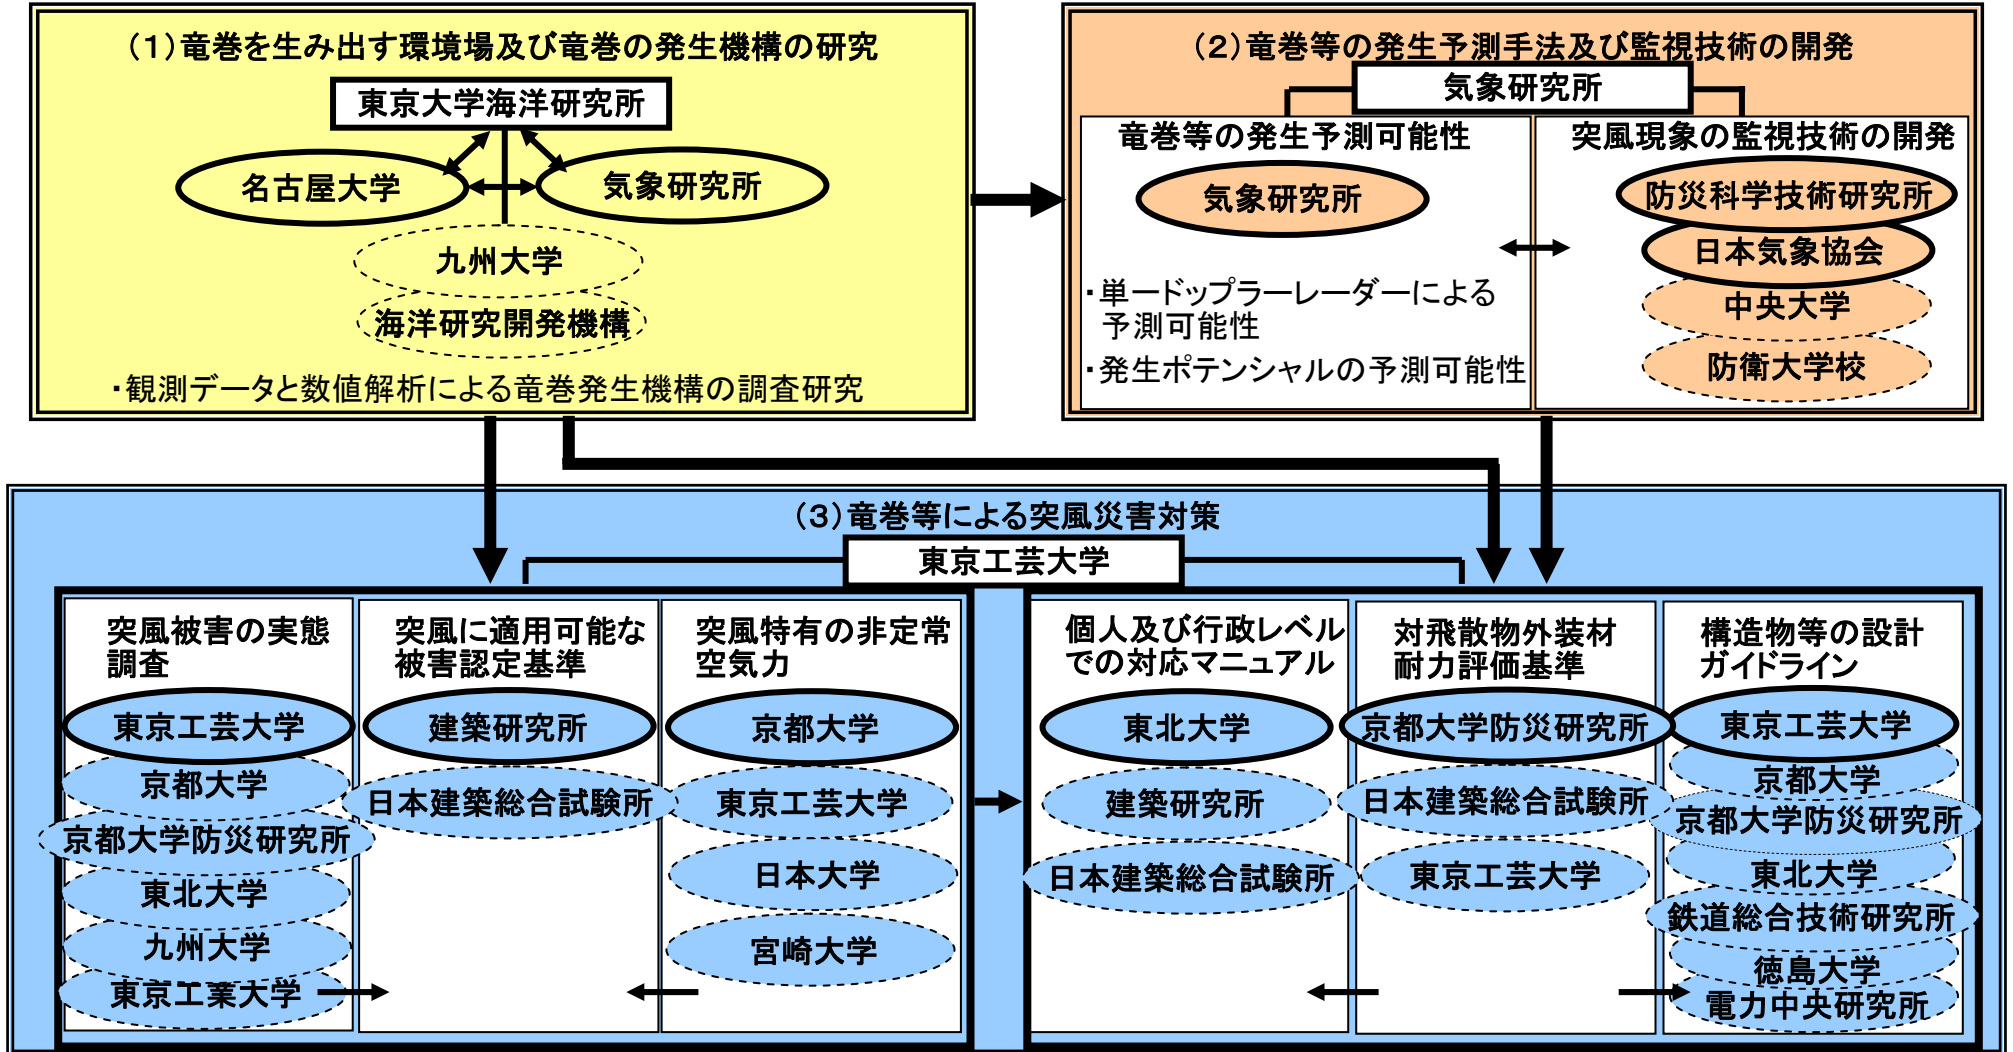 (1)竜巻を生み出す環境場及び竜巻の発生機構の研究
東京大学海洋研究所
名古屋大学
気象研究所
九州大学
海洋研究開発機構
・観測データと数値解析による竜巻発生機構の調査研究
(2)竜巻等の発生予測手法及び監視技術の開発
気象研究所
竜巻等の発生予測可能性
気象研究所
・単一ドップラーレーダーによる
予測可能性
・発生ポテンシャルの予測可能性
突風現象の監視技術の開発
防災科学技術研究所
日本気象協会
中央大学
防衛大学校
(3)竜巻等による突風災害対策
東京工芸大学
突風被害の実態
調査
東京工芸大学
京都大学
京都大学防災研究所
東北大学
九州大学
東京工業大学
突風に適用可能な
被害認定基準
建築研究所
日本建築総合試験所
突風特有の非定常
空気力
京都大学
東京工芸大学
日本大学
宮崎大学
個人及び行政レベル
での対応マニュアル
東北大学
建築研究所
日本建築総合試験所
対飛散物外装材
耐力評価基準
京都大学防災研究所
日本建築総合試験所
東京工芸大学
構造物等の設計
ガイドライン
東京工芸大学
京都大学
京都大学防災研究所
東北大学
鉄道総合技術研究所
徳島大学
電力中央研究所